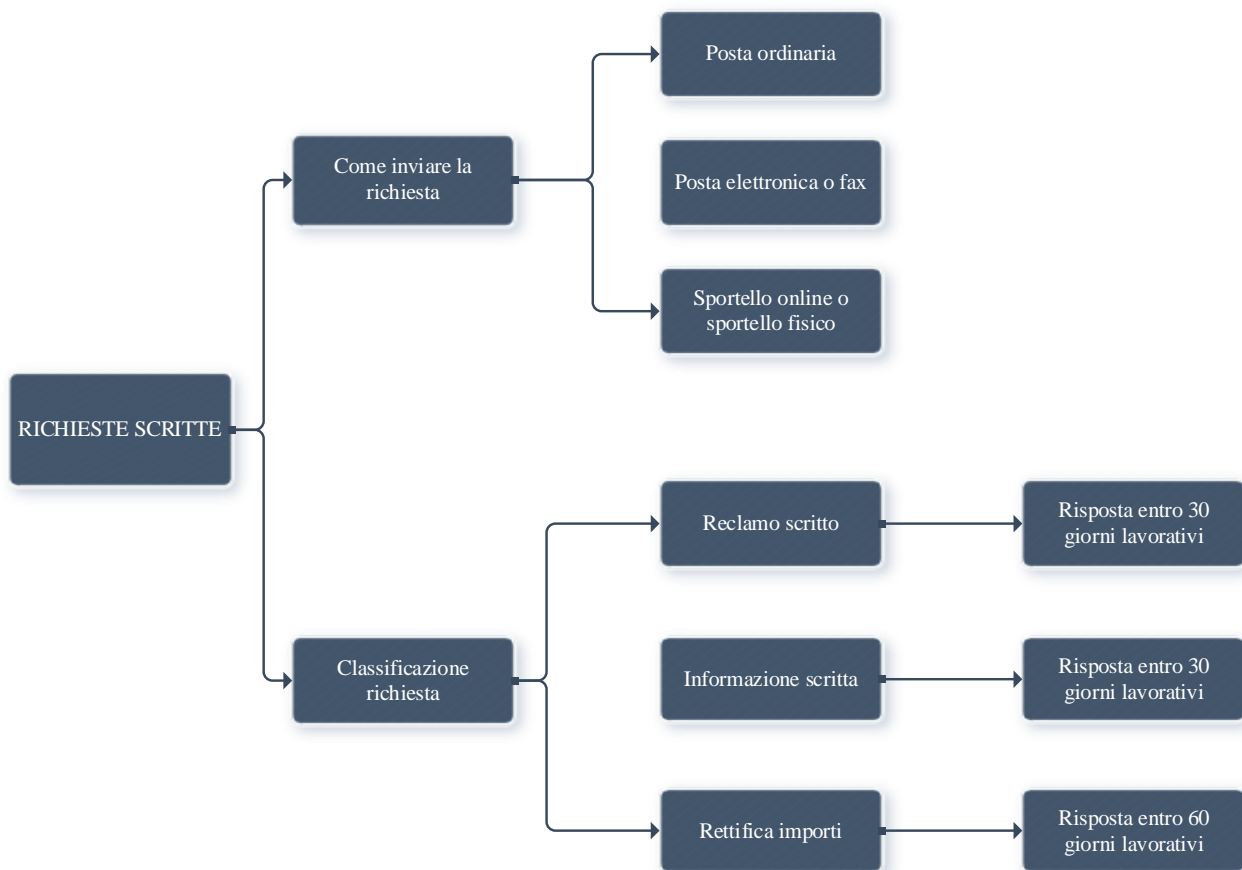 Posta ordinaria
Come inviare la
richiesta
Posta elettronica o fax
Sportello online o
sportello fisico
RICHIESTE SCRITTE
Reclamo scritto
Risposta entro 30
giorni lavorativi
Classificazione
richiesta
Informazione scritta
Risposta entro 30
giorni lavorativi
Rettifica importi
Risposta entro 60
giorni lavorativi